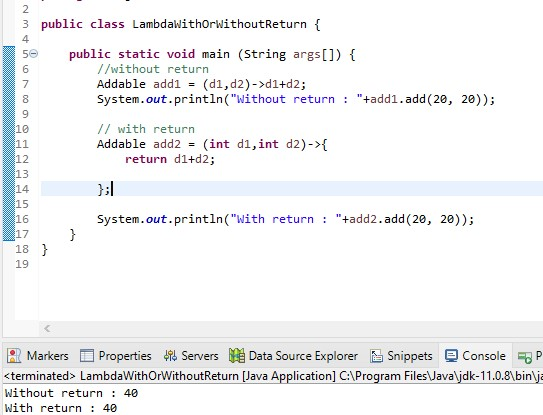 2
3 public class LambdaWithOrWithoutReturn {
4
5 public static void main (String args[]) {
6 //without return
7 Addable add1 = (d1,d2)->d1+d2;
8 System.out.println("Without return : "+add1.add(20, 20));
9
10 // with return
11 Addable add2 = (int d1,int d2)->{
12 return d1+d2;
13
14 };
15
16 System.out.println("With return : "+add2.add(20, 20));
17 }
18 }
19
Markers Properties Servers Data Source Explorer Snippets Console P
<terminated> LambdaWithOrWithoutReturn [Java Application] C:\Program Files\Java\jdk-11.0.8\bin\ja
Without return : 40
With return : 40